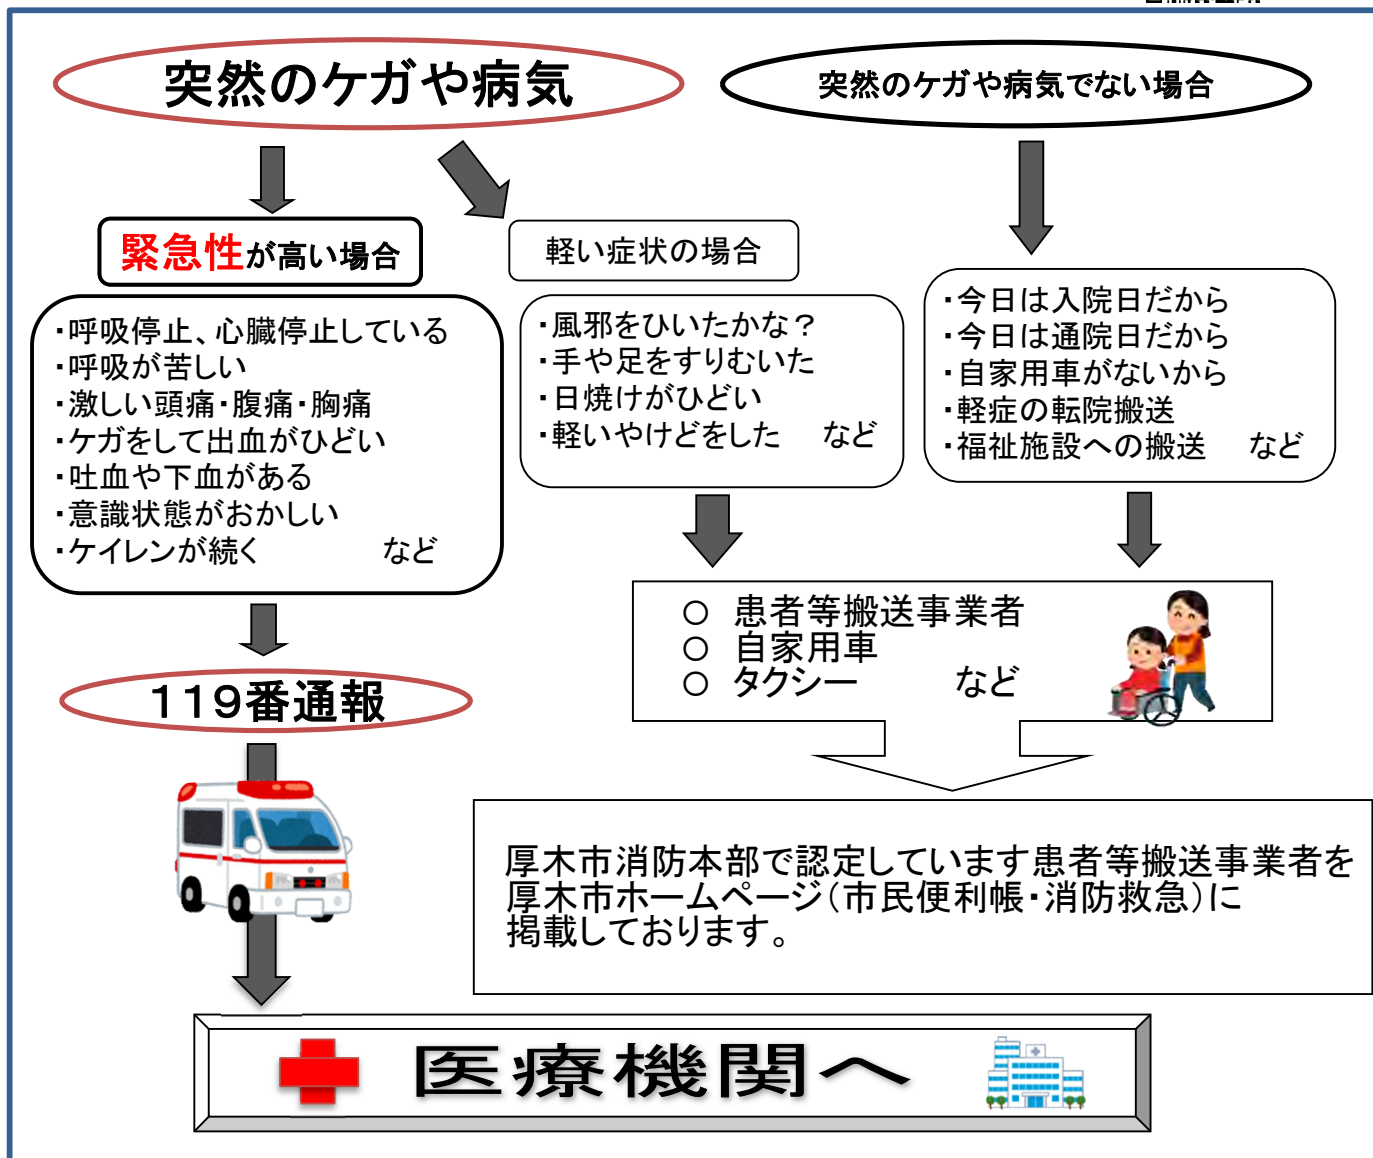 突然のケガや病気
突然のケガや病気でない場合
緊急性が高い場合
軽い症状の場合
・呼吸停止、心臓停止している
・呼吸が苦しい
・激しい頭痛・腹痛・胸痛
・ケガをして出血がひどい
・吐血や下血がある
・意識状態がおかしい
・ケイレンが続く　など
・風邪をひいたかな？
・手や足をすりむいた
・日焼けがひどい
・軽いやけどをした　など
・今日は入院日だから
・今日は通院日だから
・自家用車がないから
・軽症の転院搬送
・福祉施設への搬送　など
○ 患者等搬送事業者
○ 自家用車
○ タクシー　など
119番通報
厚木市消防本部で認定しています患者等搬送事業者を
厚木市ホームページ（市民便利帳・消防救急）に
掲載しております。
医療機関へ